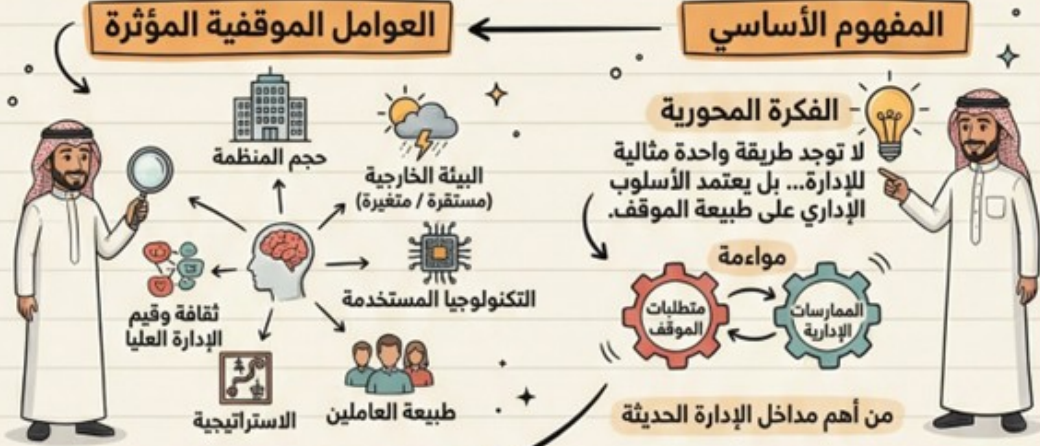 المفهوم الأساسي
الفكرة المحورية
لا توجد طريقة واحدة مثالية
للإدارة... بل يعتمد الأسلوب
الإداري على طبيعة الموقف.
مواءمة
متطلبات
الموقف
الممارسات
الإدارية
من أهم مداخل الإدارة الحديثة
العوامل الموقفية المؤثرة
حجم المنظمة
البيئة الخارجية
(مستقرة / متغيرة)
التكنولوجيا المستخدمة
طبيعة العاملين
الاستراتيجية
ثقافة وقيم
الإدارة العليا